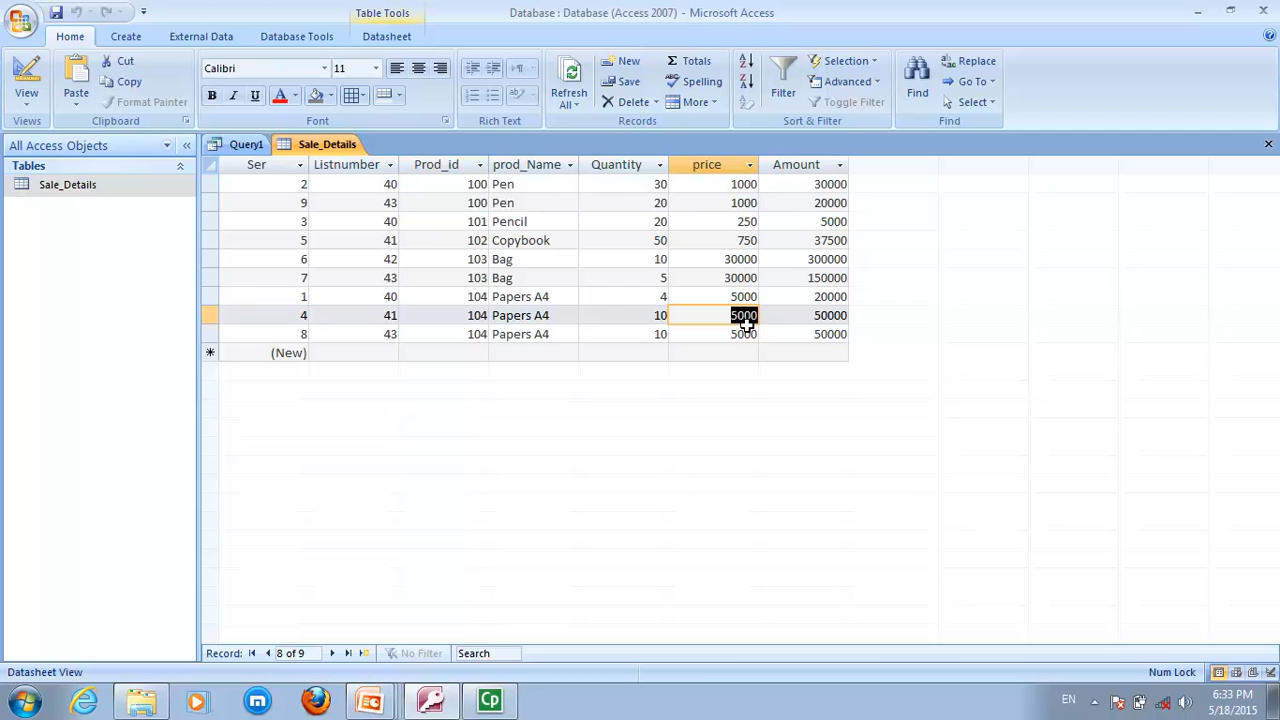 Table Tools
Database : Database (Access 2007) - Microsoft Access
Home Create External Data Database Tools Datasheet
View
Views
Paste
Cut
Copy
Format Painter
Clipboard
Calibri 11
B I U A
Font
Rich Text
Refresh All
New
Save
Delete
Totals
Spelling
More
Records
Filter
Selection
Advanced
Toggle Filter
Sort & Filter
Find
Replace
Go To
Select
Find
All Access Objects
Tables
Sale_Details
Query1 Sale_Details
Ser Listnumber Prod_id prod_Name Quantity price Amount
2 40 100 Pen 30 1000 30000
9 43 100 Pen 20 1000 20000
3 40 101 Pencil 20 250 5000
5 41 102 Copybook 50 750 37500
6 42 103 Bag 10 30000 300000
7 43 103 Bag 5 30000 150000
1 40 104 Papers A4 4 5000 20000
4 41 104 Papers A4 10 5000 50000
8 43 104 Papers A4 10 5000 50000
(New)
Record: 8 of 9 No Filter Search
Datasheet View
Num Lock
Cp
EN
6:33 PM
5/18/2015